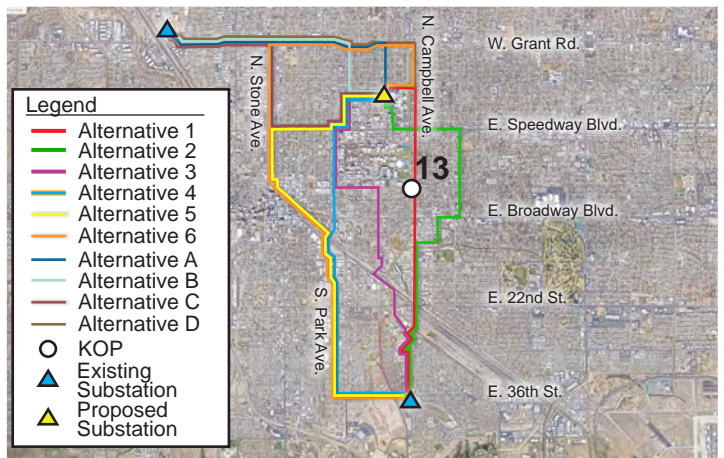 W. Grant Rd.
N. Campbell Ave.
N. Stone Ave.
Legend
Alternative 1
Alternative 2
Alternative 3
Alternative 4
Alternative 5
Alternative 6
Alternative A
Alternative B
Alternative C
Alternative D
KOP
Existing
Substation
Proposed
Substation
E. Speedway Blvd.
13
E. Broadway Blvd.
S. Park Ave.
E. 22nd St.
E. 36th St.